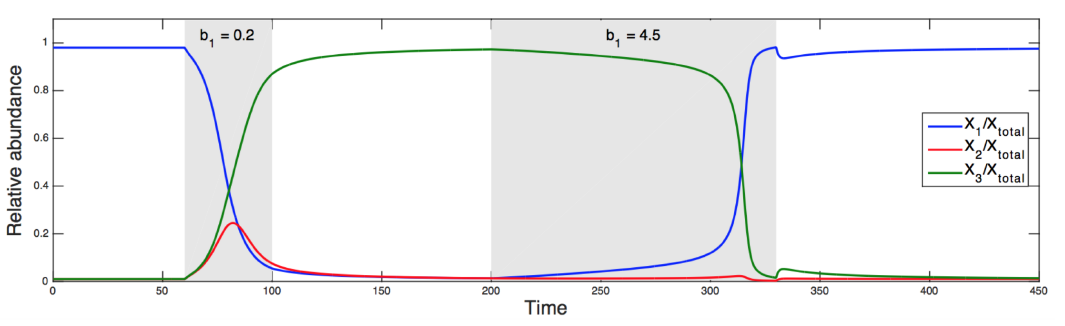 b1 = 0.2
b1 = 4.5
1
0.8
0.6
0.4
0.2
0
Relative abundance
X1/Xtotal
X2/Xtotal
X3/Xtotal
0 50 100 150 200 250 300 350 400 450
Time